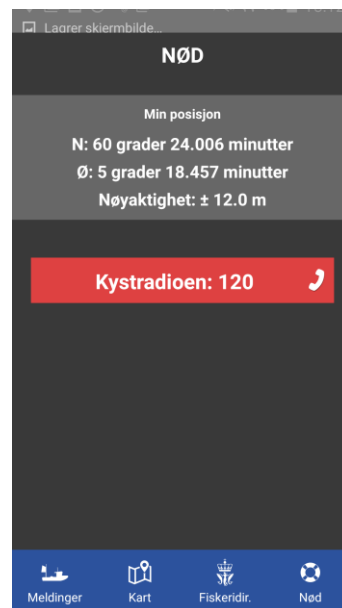 Lagrer skjermbilde...
NØD
Min posisjon
N: 60 grader 24.006 minutter
Ø: 5 grader 18.457 minutter
Nøyaktighet: ± 12.0 m
Kystradioen: 120
Meldinger Kart Fiskeridir. Nød